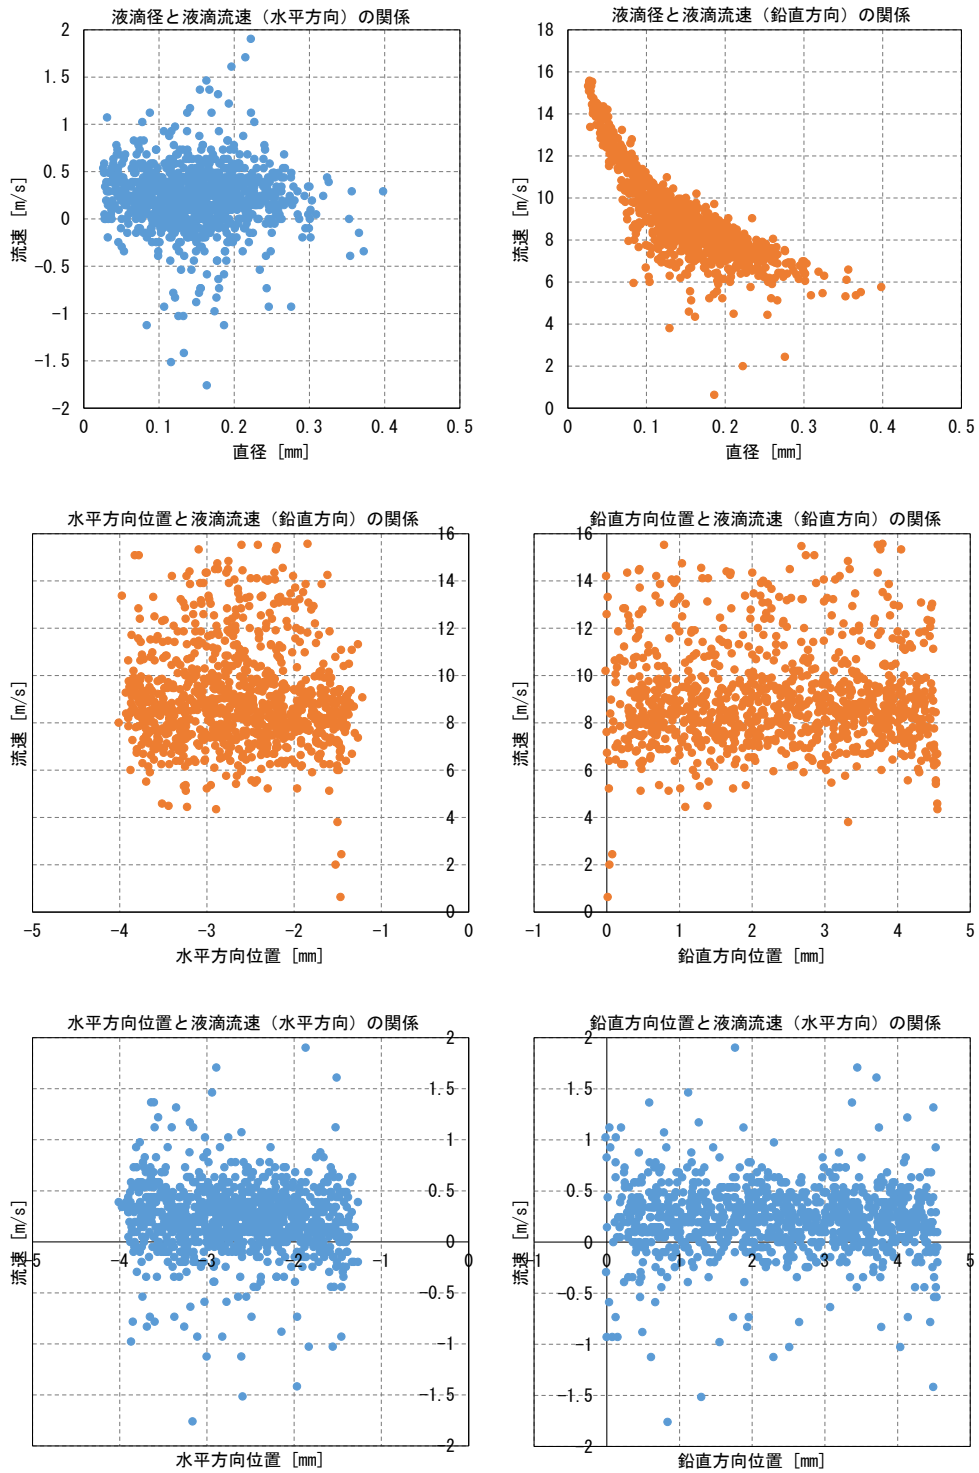 液滴径と液滴流速（水平方向）の関係
2
1.5
1
0.5
0
-0.5
-1
-1.5
-2
流速 [m/s]
0 0.1 0.2 0.3 0.4 0.5
直径 [mm]
液滴径と液滴流速（鉛直方向）の関係
18
16
14
12
10
8
6
4
2
0
流速 [m/s]
0 0.1 0.2 0.3 0.4 0.5
直径 [mm]
水平方向位置と液滴流速（鉛直方向）の関係
16
14
12
10
8
6
4
2
0
流速 [m/s]
-5 -4 -3 -2 -1 0
水平方向位置 [mm]
鉛直方向位置と液滴流速（鉛直方向）の関係
16
14
12
10
8
6
4
2
0
流速 [m/s]
-1 0 1 2 3 4 5
鉛直方向位置 [mm]
水平方向位置と液滴流速（水平方向）の関係
2
1.5
1
0.5
0
-0.5
-1
-1.5
-2
流速 [m/s]
-5 -4 -3 -2 -1 0
水平方向位置 [mm]
鉛直方向位置と液滴流速（水平方向）の関係
2
1.5
1
0.5
0
-0.5
-1
-1.5
-2
流速 [m/s]
-1 0 1 2 3 4 5
鉛直方向位置 [mm]